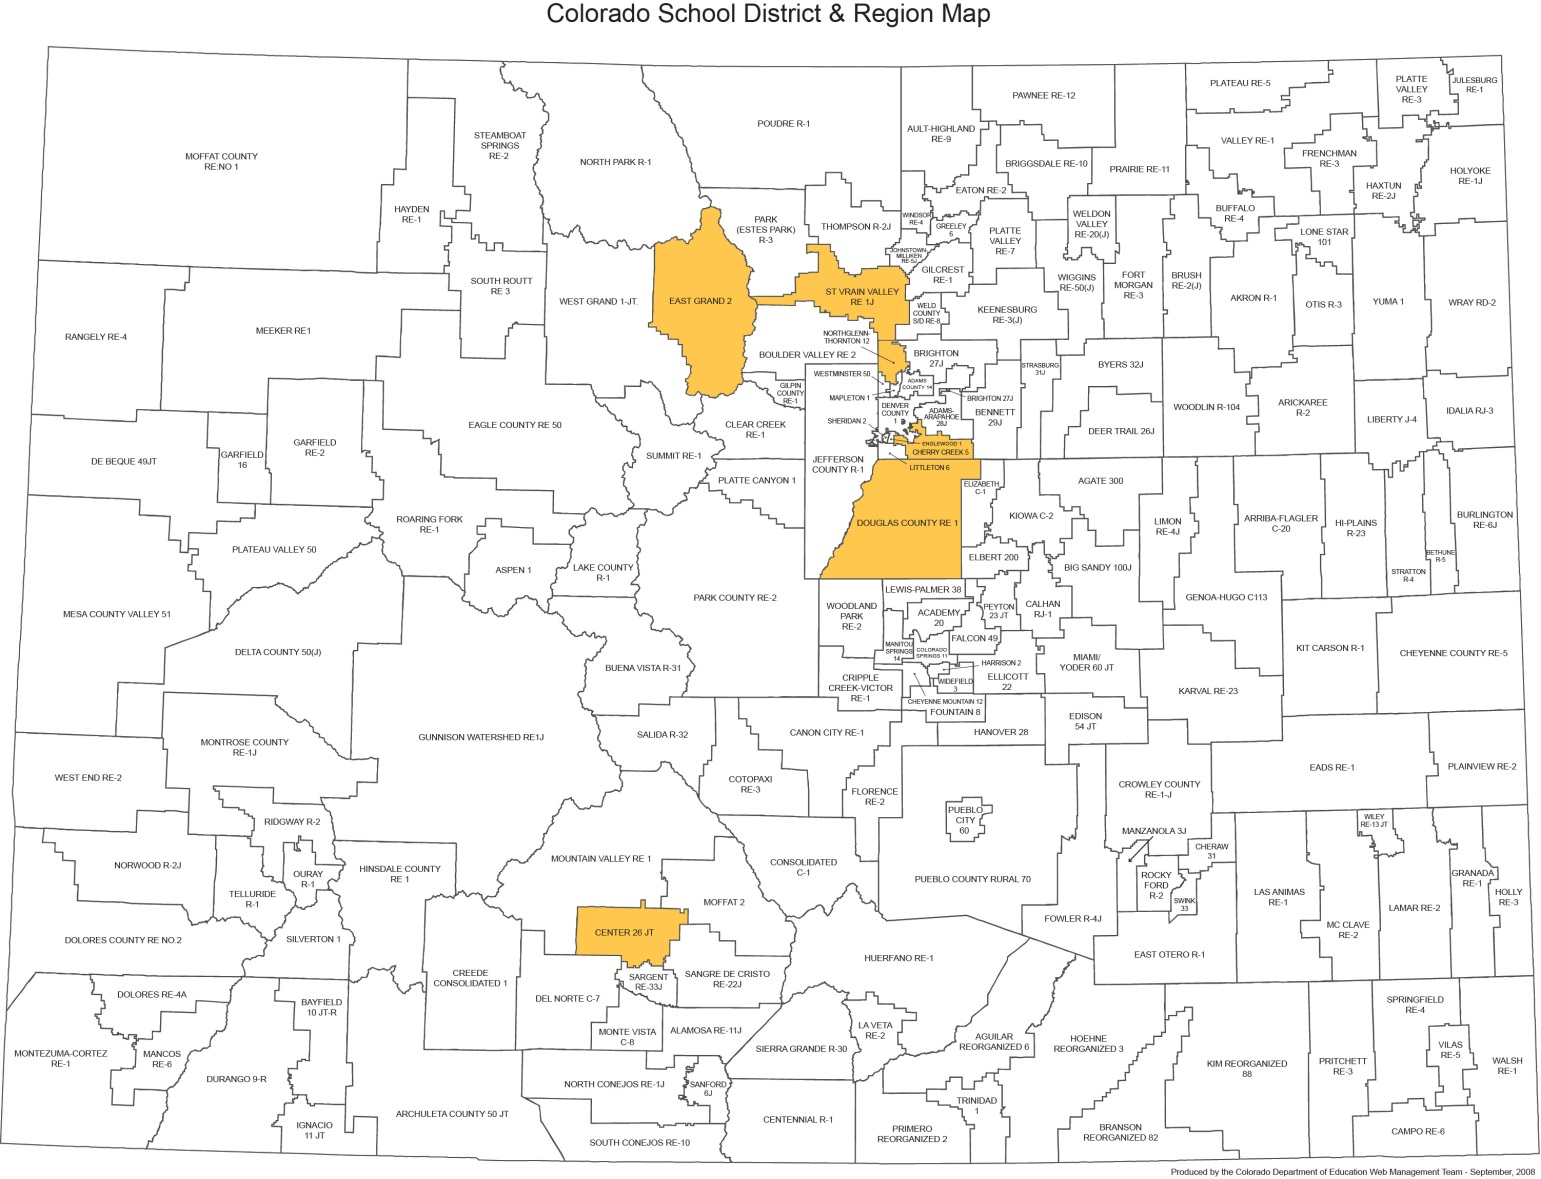 Colorado School District & Region Map
PLATEAU RE-5
PLATTE
VALLEY
RE-3
JULESBURG
RE-1
PAWNEE RE-12
POUDRE R-1
AULT-HIGHLAND
RE-9
STEAMBOAT
SPRINGS
RE-2
VALLEY RE-1
FRENCHMAN
RE-3
MOFFAT COUNTY
RE:NO 1
NORTH PARK R-1
BRIGGSDALE RE-10
PRAIRIE RE-11
HOLYOKE
RE-1J
HAXTUN
RE-2J
EATON RE-2
HAYDEN
RE-1
BUFFALO
RE-4
WINDSOR
RE-4
GREELEY
6
PARK
(ESTES PARK)
R-3
THOMPSON R-2J
WELDON
VALLEY
RE-20(J)
PLATTE
VALLEY
RE-7
LONE STAR
101
JOHNSTOWN-
MILLIKEN
RE-5J
GILCREST
RE-1
SOUTH ROUTT
RE 3
WIGGINS
RE-50(J)
FORT
MORGAN
RE-3
BRUSH
RE-2(J)
AKRON R-1
OTIS R-3
YUMA 1
WRAY RD-2
WEST GRAND 1-JT.
EAST GRAND 2
ST VRAIN VALLEY
RE 1J
WELD
COUNTY
S/D RE-8
KEENESBURG
RE-3(J)
RANGELY RE-4
MEEKER RE1
NORTHGLENN-
THORNTON 12
BOULDER VALLEY RE 2
BRIGHTON
27J
STRASBURG
31J
BYERS 32J
WESTMINSTER 50
ADAMS
COUNTY 14
GILPIN
COUNTY
RE-1
MAPLETON 1
BRIGHTON 27J
DENVER
COUNTY
1
ADAMS-
ARAPAHOE
28J
BENNETT
29J
WOODLIN R-104
ARICKAREE
R-2
LIBERTY J-4
IDALIA RJ-3
SHERIDAN 2
EAGLE COUNTY RE 50
CLEAR CREEK
RE-1
DEER TRAIL 26J
ENGLEWOOD 1
CHERRY CREEK 5
GARFIELD
RE-2
GARFIELD
16
DE BEQUE 49JT
SUMMIT RE-1
JEFFERSON
COUNTY R-1
LITTLETON 6
PLATTE CANYON 1
ELIZABETH
C-1
AGATE 300
KIOWA C-2
ROARING FORK
RE-1
DOUGLAS COUNTY RE 1
LIMON
RE-4J
ARRIBA-FLAGLER
C-20
HI-PLAINS
R-23
BURLINGTON
RE-6J
BETHUNE
R-5
STRATTON
R-4
PLATEAU VALLEY 50
ASPEN 1
LAKE COUNTY
R-1
ELBERT 200
BIG SANDY 100J
MESA COUNTY VALLEY 51
PARK COUNTY RE-2
LEWIS-PALMER 38
WOODLAND
PARK
RE-2
ACADEMY
20
PEYTON
23 JT
CALHAN
RJ-1
GENOA-HUGO C113
FALCON 49
DELTA COUNTY 50(J)
MANITOU
SPRINGS
14
COLORADO
SPRINGS 11
KIT CARSON R-1
CHEYENNE COUNTY RE-5
BUENA VISTA R-31
HARRISON 2
MIAMI/
YODER 60 JT
CRIPPLE
CREEK-VICTOR
RE-1
WIDEFIELD
3
ELLICOTT
22
KARVAL RE-23
CHEYENNE MOUNTAIN 12
FOUNTAIN 8
EDISON
54 JT
MONTROSE COUNTY
RE-1J
GUNNISON WATERSHED RE1J
SALIDA R-32
CANON CITY RE-1
HANOVER 28
WEST END RE-2
COTOPAXI
RE-3
FLORENCE
RE-2
CROWLEY COUNTY
RE-1-J
EADS RE-1
PLAINVIEW RE-2
PUEBLO
CITY
60
RIDGWAY R-2
WILEY
RE-13 JT
MANZANOLA 3J
CHERAW
31
NORWOOD R-2J
OURAY
R-1
HINSDALE COUNTY
RE 1
MOUNTAIN VALLEY RE 1
CONSOLIDATED
C-1
PUEBLO COUNTY RURAL 70
ROCKY
FORD
R-2
SWINK
33
LAS ANIMAS
RE-1
GRANADA
RE-1
HOLLY
RE-3
TELLURIDE
R-1
MOFFAT 2
FOWLER R-4J
MC CLAVE
RE-2
LAMAR RE-2
DOLORES COUNTY RE NO.2
SILVERTON 1
CENTER 26 JT
EAST OTERO R-1
CREEDE
CONSOLIDATED 1
SARGENT
RE-33J
SANGRE DE CRISTO
RE-22J
HUERFANO RE-1
DOLORES RE-4A
BAYFIELD
10 JT-R
DEL NORTE C-7
MONTE VISTA
C-8
ALAMOSA RE-11J
LA VETA
RE-2
SPRINGFIELD
RE-4
MONTEZUMA-CORTEZ
RE-1
MANCOS
RE-6
SIERRA GRANDE R-30
AGUILAR
REORGANIZED 6
HOEHNE
REORGANIZED 3
KIM REORGANIZED
88
PRITCHETT
RE-3
VILAS
RE-5
WALSH
RE-1
DURANGO 9-R
NORTH CONEJOS RE-1J
SANFORD
6J
TRINIDAD
1
ARCHULETA COUNTY 50 JT
CENTENNIAL R-1
IGNACIO
11 JT
SOUTH CONEJOS RE-10
PRIMERO
REORGANIZED 2
BRANSON
REORGANIZED 82
CAMPO RE-6
Produced by the Colorado Department of Education Web Management Team - September, 2008